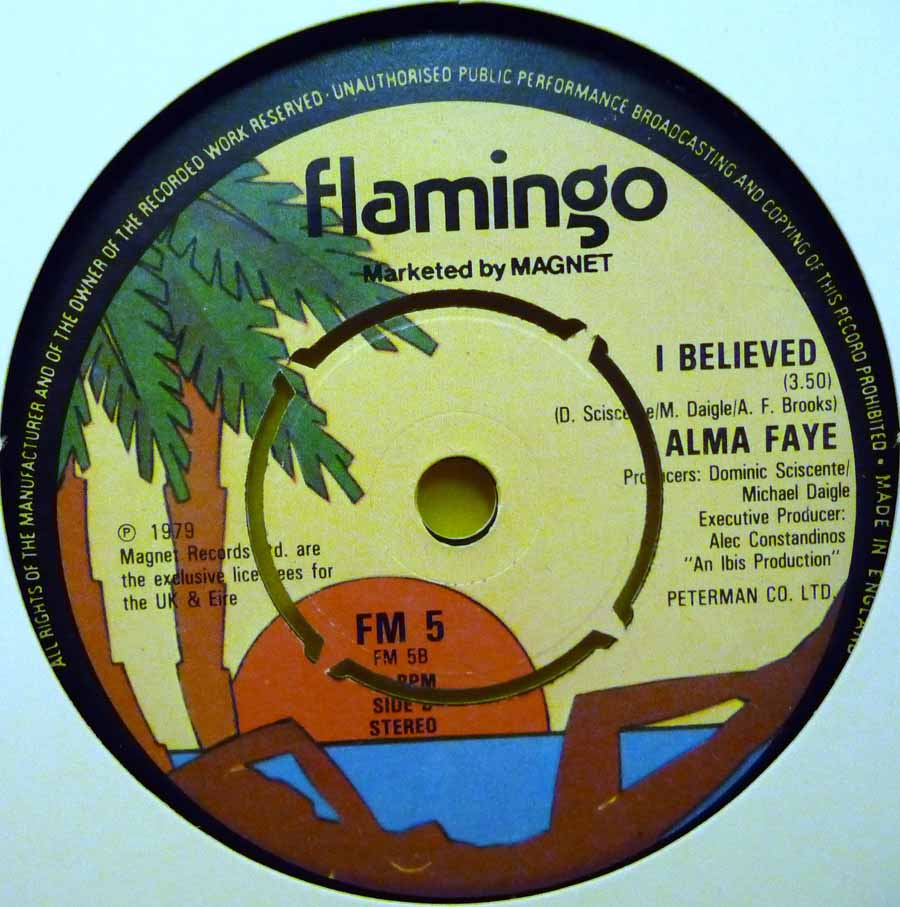 ALL RIGHTS OF THE MANUFACTURER AND OF THE OWNER OF THE RECORDED WORK RESERVED · UNAUTHORISED PUBLIC PERFORMANCE BROADCASTING AND COPYING OF THIS RECORD PROHIBITED • MADE IN ENGLAND
flamingo
Marketed by MAGNET
I BELIEVED
(3.50)
(D. /M. Daigle/A. F. Brooks)
ALMA FAYE
Producers: Dominic Sciscente/
Michael Daigle
Executive Producer:
Alec Constandinos
"An Ibis Production"
PETERMAN CO. LTD.
℗ 1979
Magnet Records Ltd. are
the exclusive licensees for
the UK & Eire
FM 5
FM 5B
RPM
SIDE B
STEREO